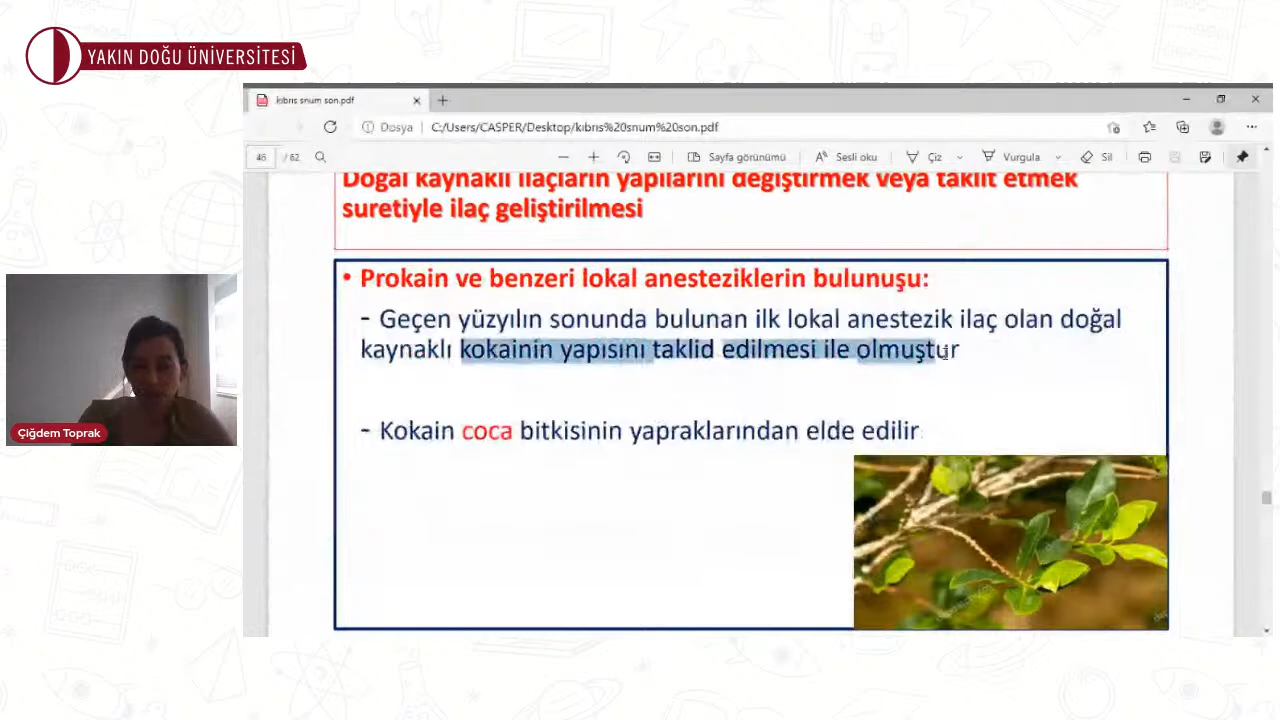 YAKIN DOĞU ÜNİVERSİTESİ
kıbrıs snum son.pdf
Dosya C:/Users/CASPER/Desktop/kıbrıs%20snum%20son.pdf
46 / 62 Sayfa görünümü Sesli oku Çiz Vurgula Sil
Doğal kaynaklı ilaçların yapılarını değiştirmek veya taklit etmek
suretiyle ilaç geliştirilmesi
• Prokain ve benzeri lokal anesteziklerin bulunuşu:
- Geçen yüzyılın sonunda bulunan ilk lokal anestezik ilaç olan doğal
kaynaklı kokainin yapısını taklid edilmesi ile olmuştur
- Kokain coca bitkisinin yapraklarından elde edilir
Çiğdem Toprak